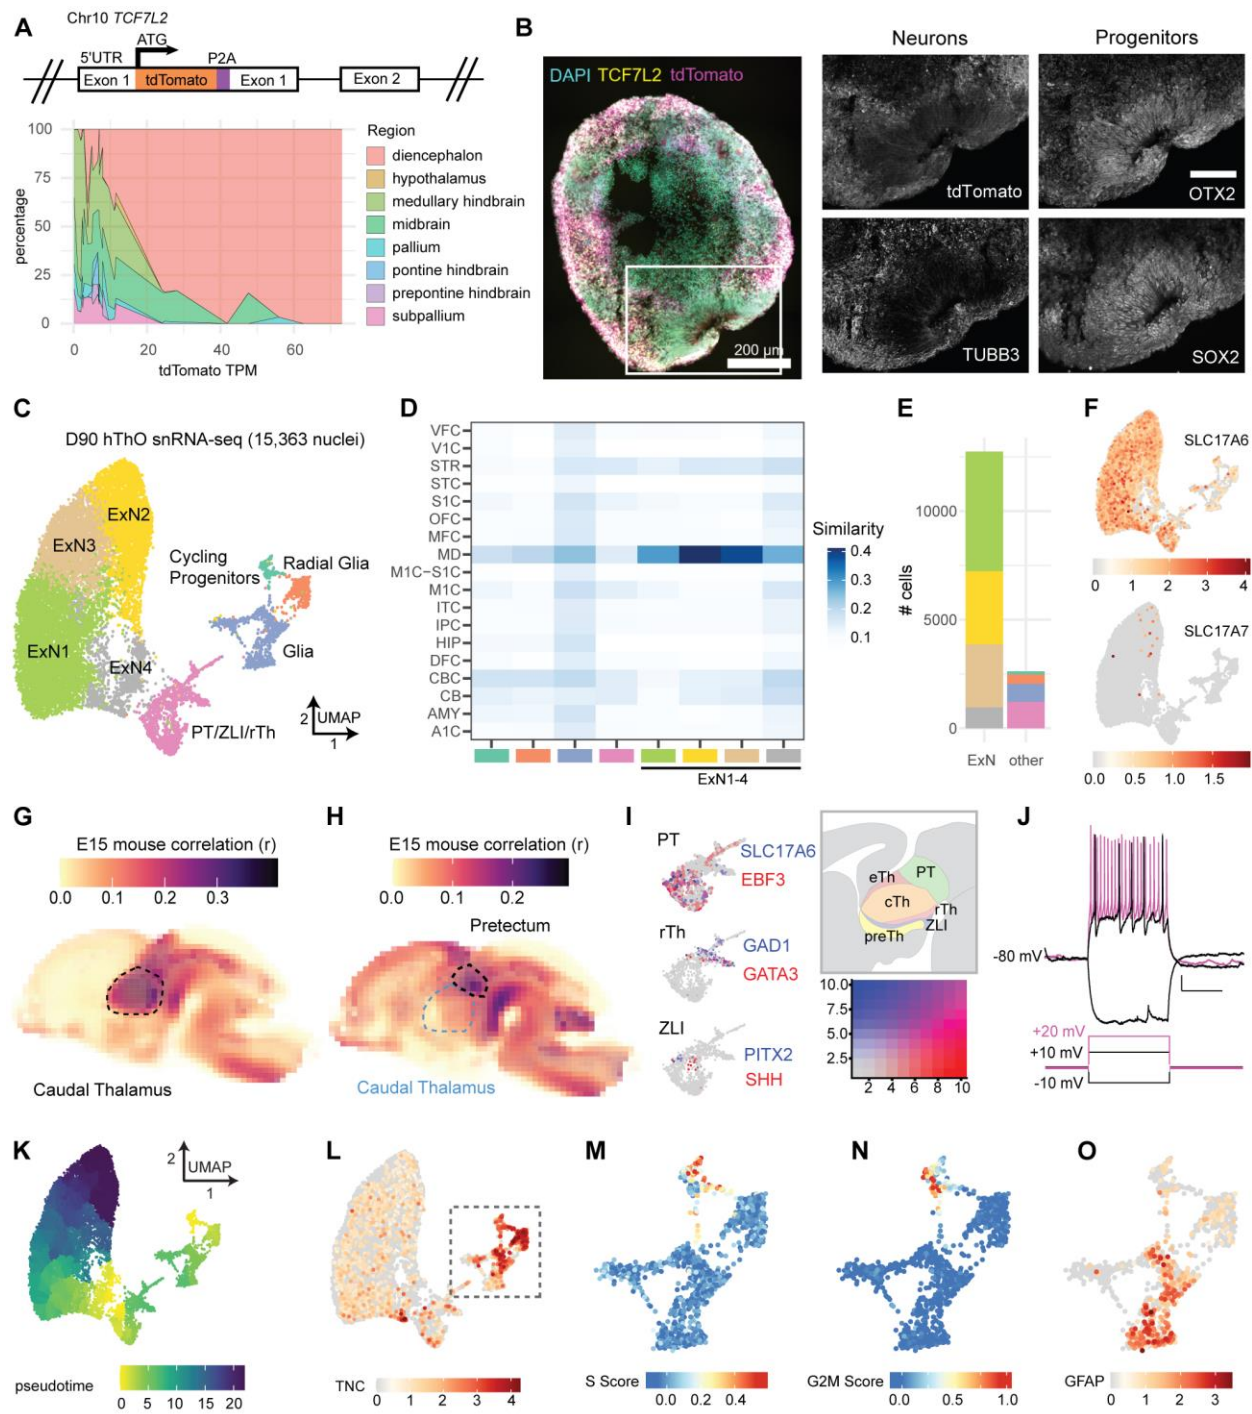 A
Chr10 TCF7L2
5'UTR
ATG
P2A
Exon 1
tdTomato
Exon 1
Exon 2
percentage
100
75
50
25
0
0
20
40
60
tdTomato TPM
Region
diencephalon
hypothalamus
medullary hindbrain
midbrain
pallium
pontine hindbrain
prepontine hindbrain
subpallium
B
DAPI TCF7L2 tdTomato
200 µm
Neurons
Progenitors
tdTomato
OTX2
TUBB3
SOX2
C
D90 hThO snRNA-seq (15,363 nuclei)
ExN2
ExN3
Cycling
Progenitors
Radial Glia
ExN1
ExN4
Glia
PT/ZLI/rTh
2
UMAP
1
D
VFC
V1C
STR
STC
S1C
OFC
MFC
MD
M1C−S1C
M1C
ITC
IPC
HIP
DFC
CBC
CB
AMY
A1C
ExN1-4
Similarity
0.4
0.3
0.2
0.1
E
# cells
10000
5000
0
ExN
other
F
SLC17A6
0 1 2 3 4
SLC17A7
0.0 0.5 1.0 1.5
G
E15 mouse correlation (r)
0.0 0.1 0.2 0.3
Caudal Thalamus
H
E15 mouse correlation (r)
0.0 0.1 0.2
Pretectum
Caudal Thalamus
I
PT
SLC17A6
EBF3
rTh
GAD1
GATA3
ZLI
PITX2
SHH
eTh
PT
cTh
rTh
ZLI
preTh
10.0
7.5
5.0
2.5
2 4 6 8 10
J
-80 mV
+20 mV
+10 mV
-10 mV
K
2
UMAP
1
pseudotime
0 5 10 15 20
L
TNC
0 1 2 3 4
M
S Score
0.0 0.2 0.4
N
G2M Score
0.0 0.5 1.0
O
GFAP
0 1 2 3